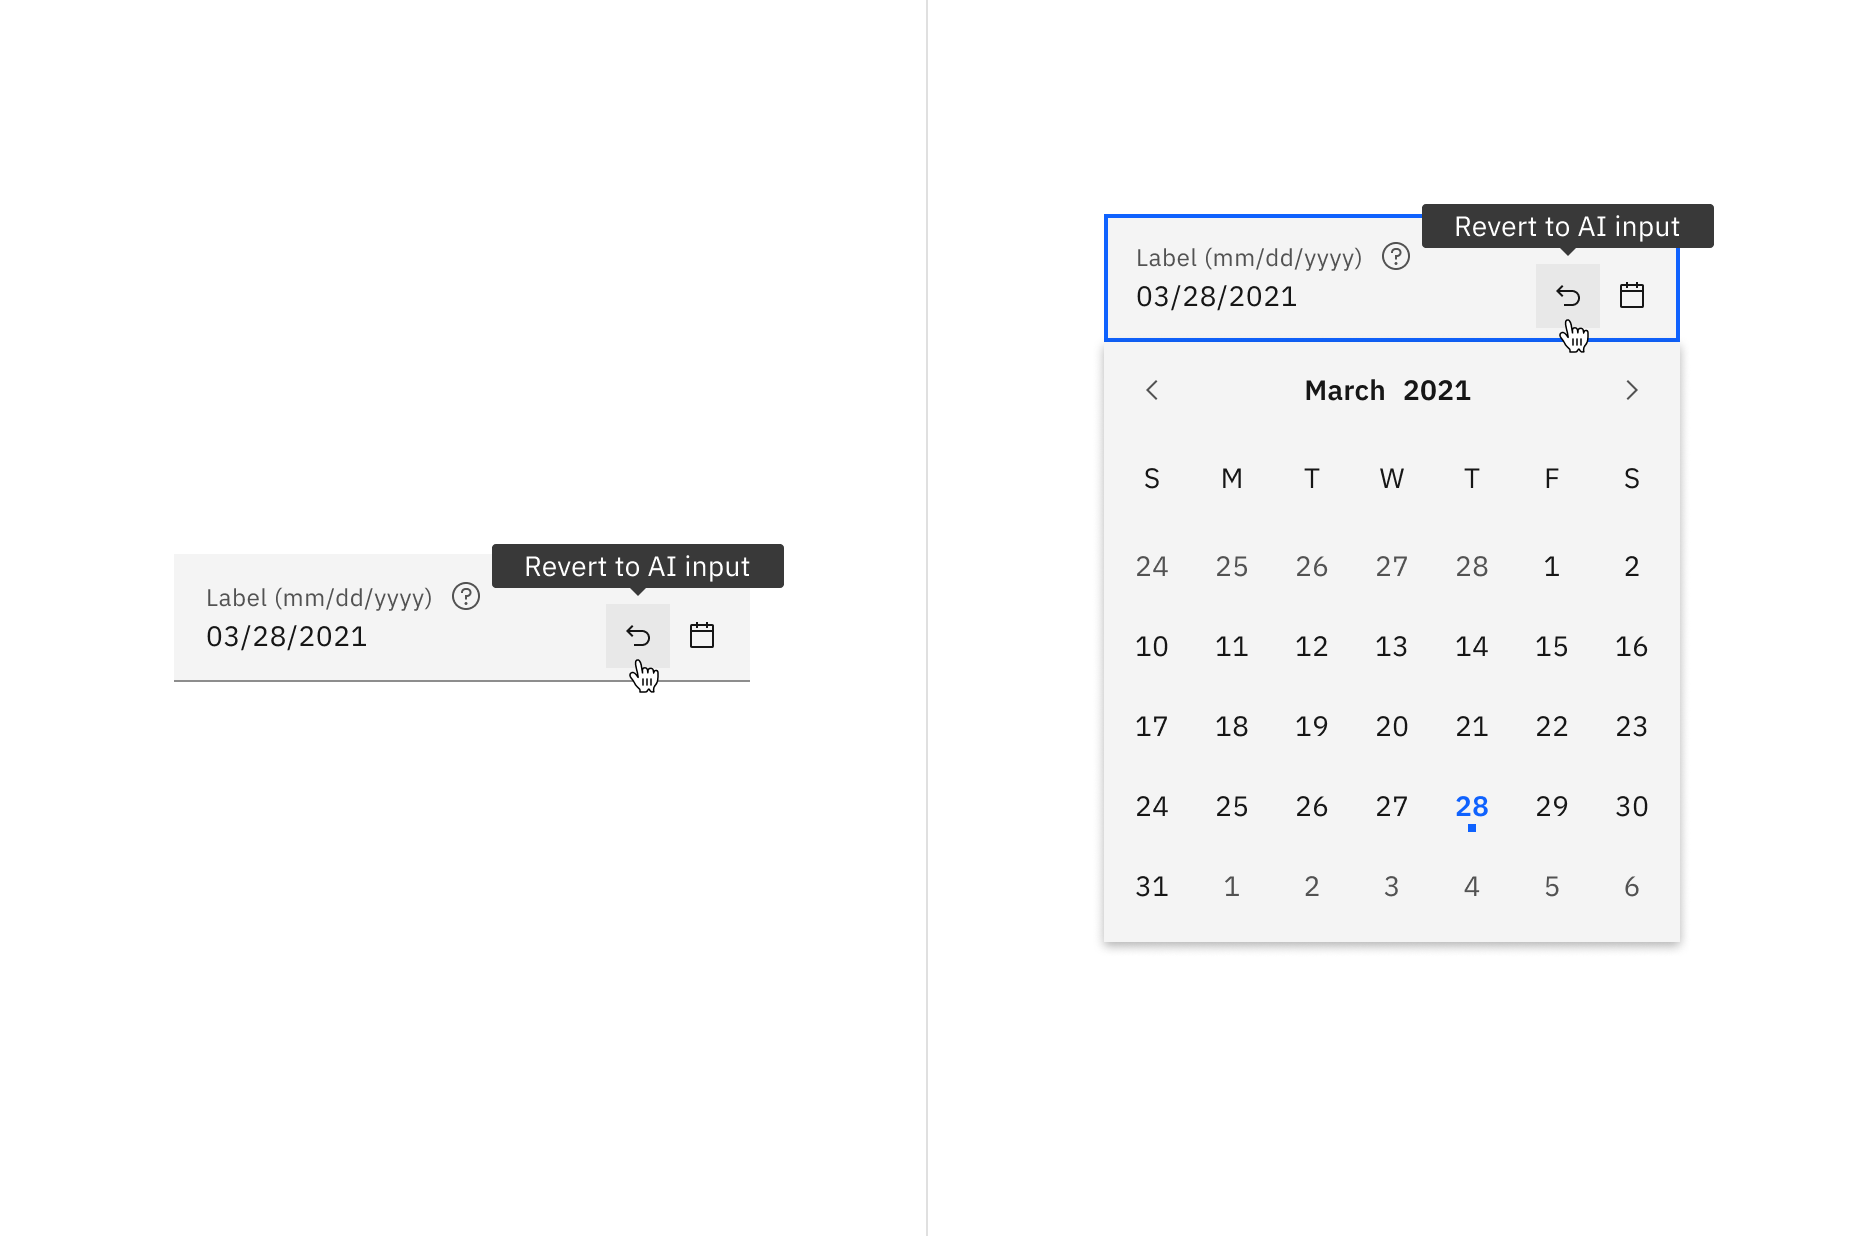 Revert to AI input
Label (mm/dd/yyyy)
03/28/2021
Revert to AI input
Label (mm/dd/yyyy)
03/28/2021
March 2021
S M T W T F S
24 25 26 27 28 1 2
10 11 12 13 14 15 16
17 18 19 20 21 22 23
24 25 26 27 28 29 30
31 1 2 3 4 5 6